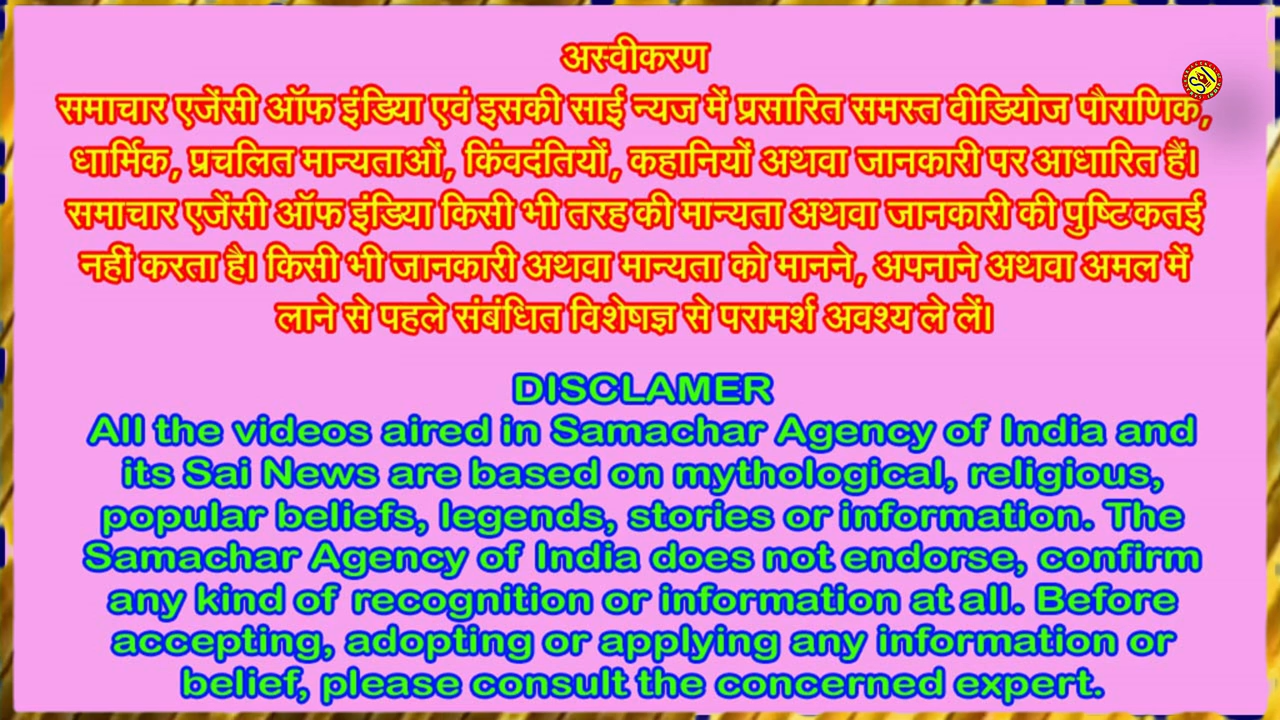 अस्वीकरण
SAI
समाचार एजेंसी ऑफ इंडिया एवं इसकी साई न्यज में प्रसारित समस्त वीडियोज पौराणिक,
धार्मिक, प्रचलित मान्यताओं, किंवदंतियों, कहानियों अथवा जानकारी पर आधारित हैं।
समाचार एजेंसी ऑफ इंडिया किसी भी तरह की मान्यता अथवा जानकारी की पुष्टि कतई
नहीं करता है। किसी भी जानकारी अथवा मान्यता को मानने, अपनाने अथवा अमल में
लाने से पहले संबंधित विशेषज्ञ से परामर्श अवश्य ले लें।
DISCLAMER
All the videos aired in Samachar Agency of India and
its Sai News are based on mythological, religious,
popular beliefs, legends, stories or information. The
Samachar Agency of India does not endorse, confirm
any kind of recognition or information at all. Before
accepting, adopting or applying any information or
belief, please consult the concerned expert.